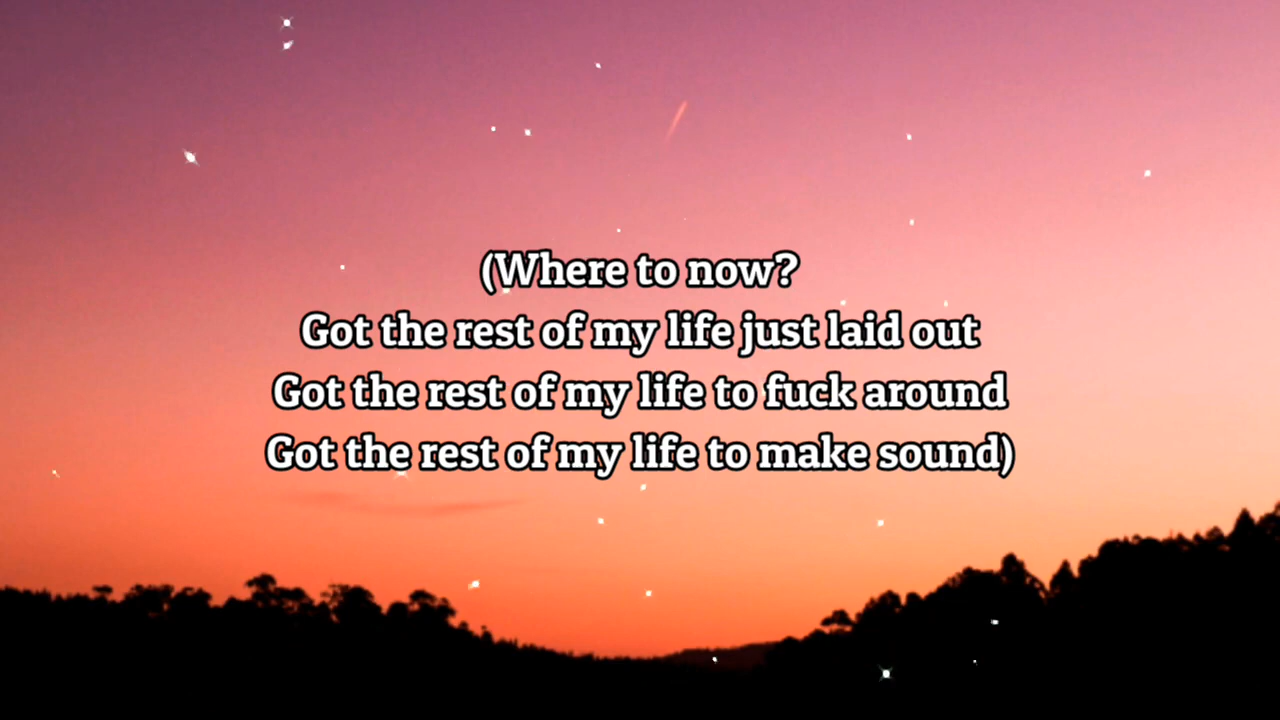 (Where to now?
Got the rest of my life just laid out
Got the rest of my life to fuck around
Got the rest of my life to make sound)